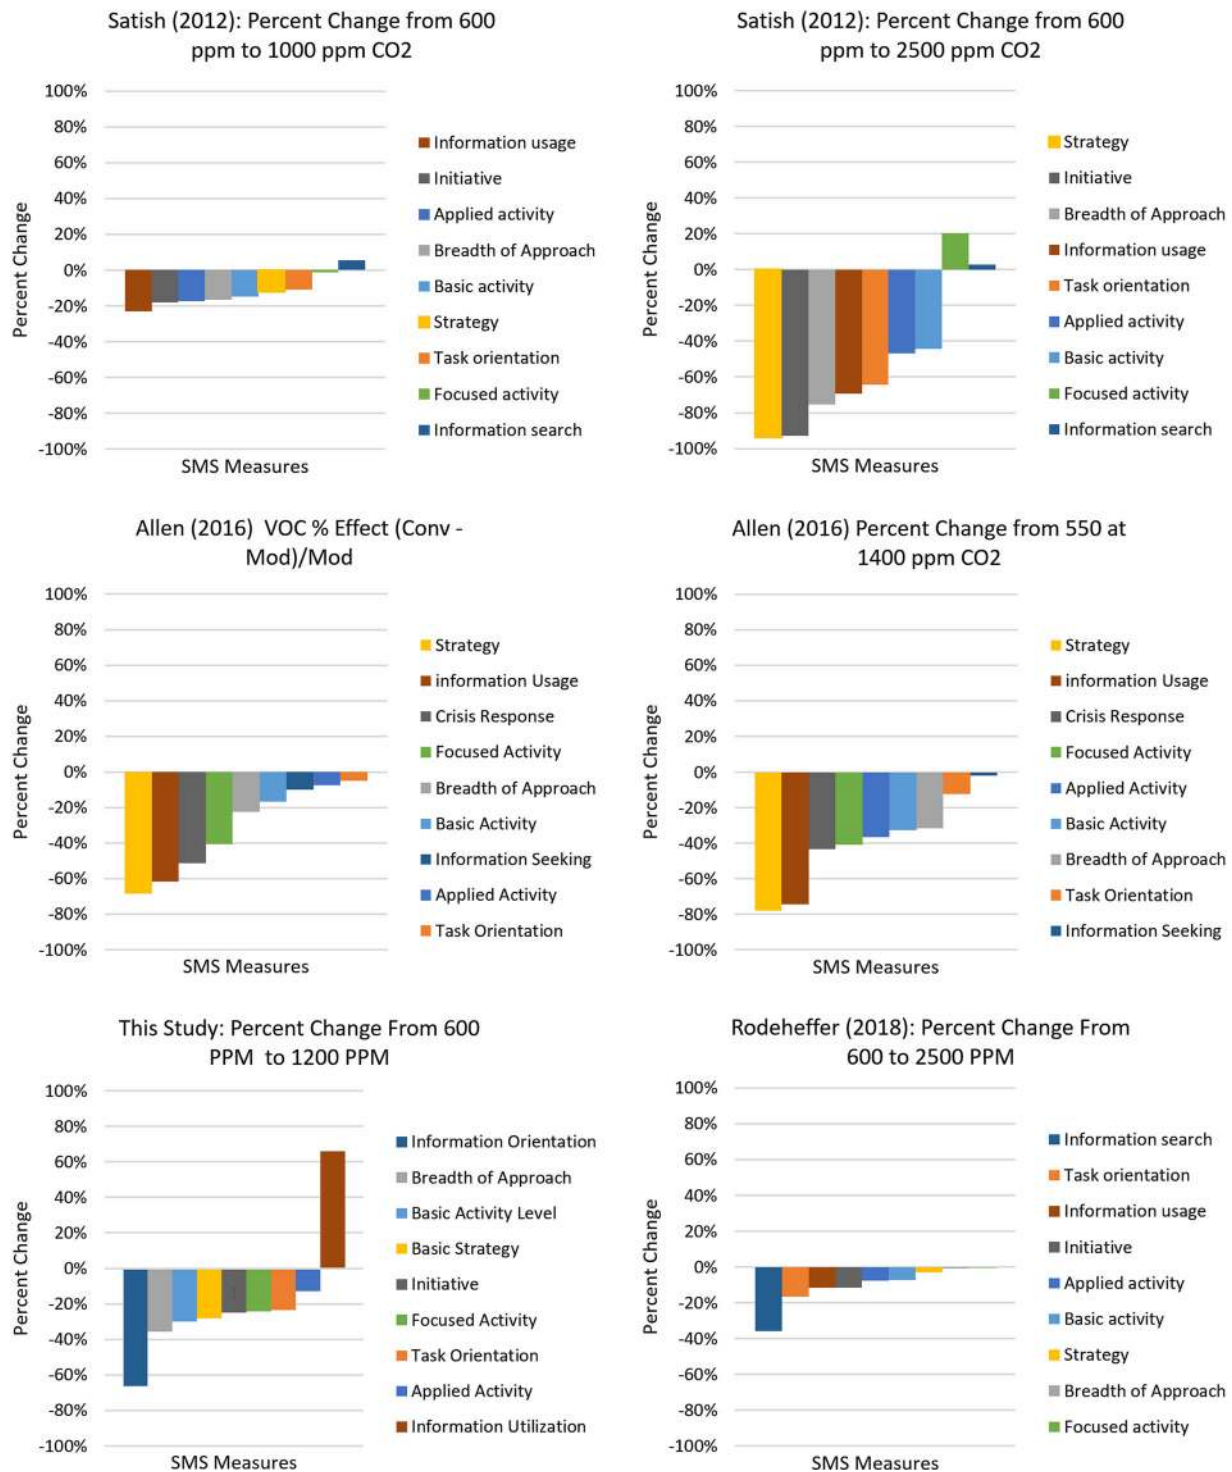 Satish (2012): Percent Change from 600
ppm to 1000 ppm CO2
100%
80%
60%
40%
20%
0%
-20%
-40%
-60%
-80%
-100%
Percent Change
SMS Measures
Information usage
Initiative
Applied activity
Breadth of Approach
Basic activity
Strategy
Task orientation
Focused activity
Information search
Satish (2012): Percent Change from 600
ppm to 2500 ppm CO2
100%
80%
60%
40%
20%
0%
-20%
-40%
-60%
-80%
-100%
Percent Change
SMS Measures
Strategy
Initiative
Breadth of Approach
Information usage
Task orientation
Applied activity
Basic activity
Focused activity
Information search
Allen (2016) VOC % Effect (Conv -
Mod)/Mod
100%
80%
60%
40%
20%
0%
-20%
-40%
-60%
-80%
-100%
Percent Change
SMS Measures
Strategy
information Usage
Crisis Response
Focused Activity
Breadth of Approach
Basic Activity
Information Seeking
Applied Activity
Task Orientation
Allen (2016) Percent Change from 550 at
1400 ppm CO2
100%
80%
60%
40%
20%
0%
-20%
-40%
-60%
-80%
-100%
Percent Change
SMS Measures
Strategy
information Usage
Crisis Response
Focused Activity
Applied Activity
Basic Activity
Breadth of Approach
Task Orientation
Information Seeking
This Study: Percent Change From 600
PPM to 1200 PPM
100%
80%
60%
40%
20%
0%
-20%
-40%
-60%
-80%
-100%
Percent Change
SMS Measures
Information Orientation
Breadth of Approach
Basic Activity Level
Basic Strategy
Initiative
Focused Activity
Task Orientation
Applied Activity
Information Utilization
Rodeheffer (2018): Percent Change From
600 to 2500 PPM
100%
80%
60%
40%
20%
0%
-20%
-40%
-60%
-80%
-100%
Percent Change
SMS Measures
Information search
Task orientation
Information usage
Initiative
Applied activity
Basic activity
Strategy
Breadth of Approach
Focused activity